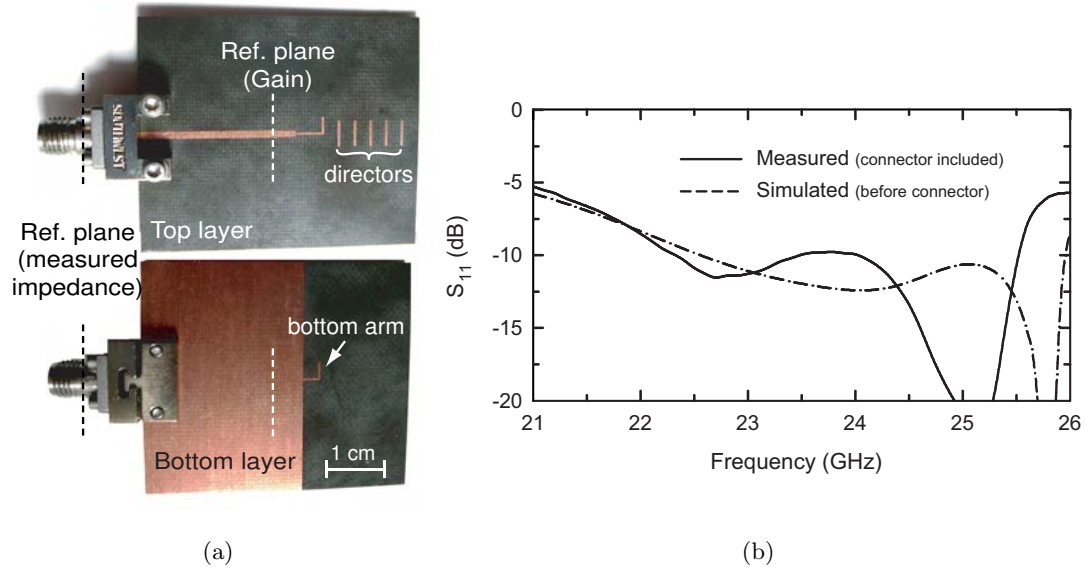 Ref. plane
(Gain)
directors
Top layer
Ref. plane
(measured
impedance)
bottom arm
Bottom layer
1 cm
(a)
0
-5
-10
-15
-20
S11 (dB)
Measured (connector included)
Simulated (before connector)
21 22 23 24 25 26
Frequency (GHz)
(b)